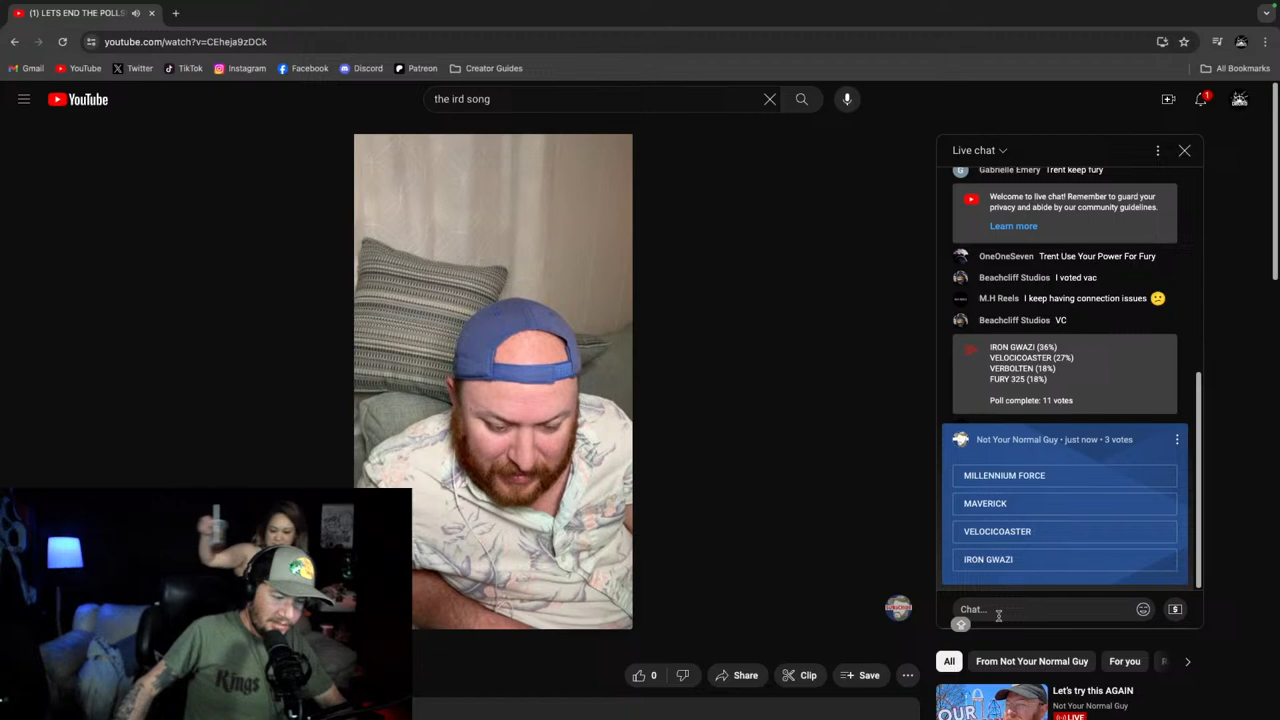 (1) LETS END THE POLLS
youtube.com/watch?v=CEheja9zDCk
Gmail
YouTube
Twitter
TikTok
Instagram
Facebook
Discord
Patreon
Creator Guides
All Bookmarks
YouTube
the ird song
1
Live chat
G
Gabrielle Emery Trent keep fury
Welcome to live chat! Remember to guard your
privacy and abide by our community guidelines.
Learn more
OneOneSeven Trent Use Your Power For Fury
Beachcliff Studios I voted vac
M.H Reels I keep having connection issues
Beachcliff Studios VC
IRON GWAZI (36%)
VELOCICOASTER (27%)
VERBOLTEN (18%)
FURY 325 (18%)
Poll complete: 11 votes
Not Your Normal Guy • just now • 3 votes
MILLENNIUM FORCE
MAVERICK
VELOCICOASTER
IRON GWAZI
Chat...
0
Share
Clip
Save
All
From Not Your Normal Guy
For you
R
Let's try this AGAIN
Not Your Normal Guy
LIVE
OUR
Kings